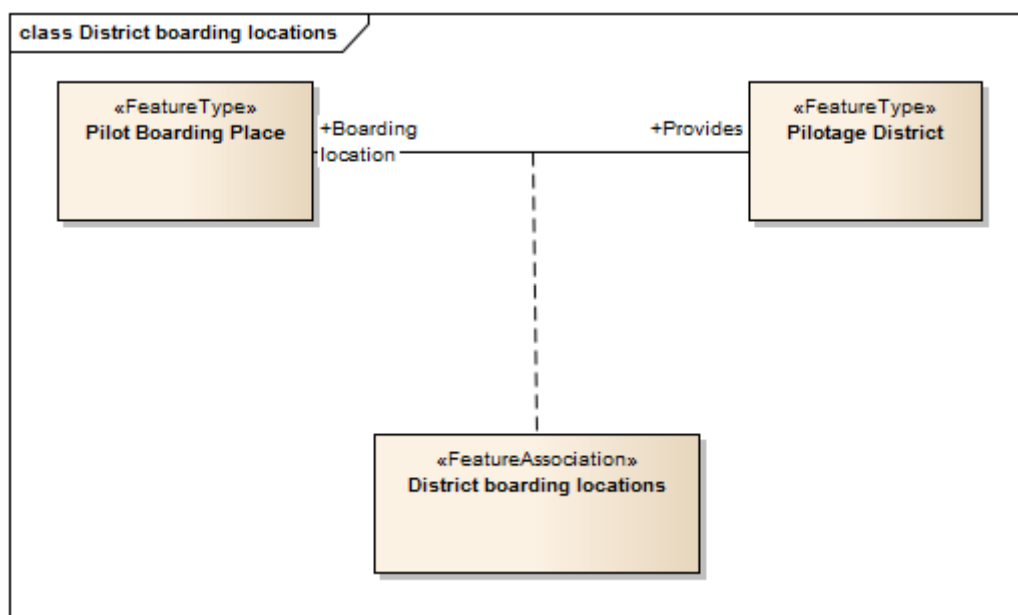 class District boarding locations
«FeatureType»
Pilot Boarding Place
+Boarding
location
+Provides
«FeatureType»
Pilotage District
«FeatureAssociation»
District boarding locations